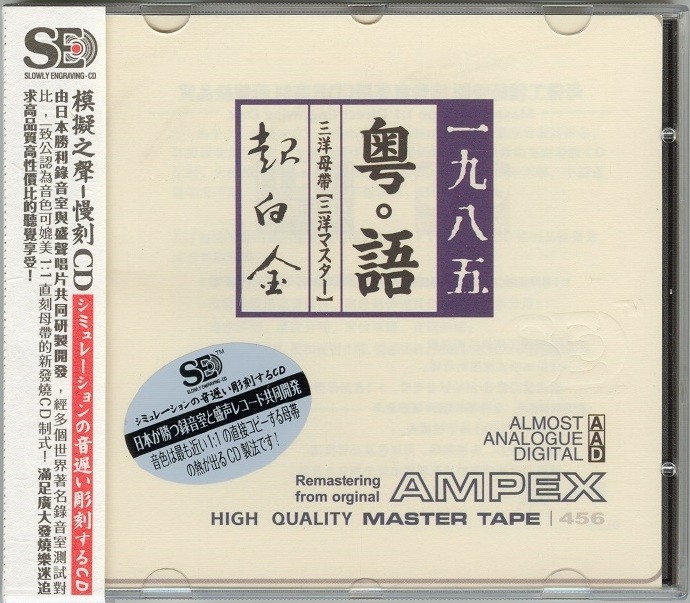 SE
SLOWLY ENGRAVING-CD
模擬之聲-慢刻CD シミュレーションの音遅い彫刻するCD
由日本勝利錄音室與盛聲唱片共同研製開發，經多個世界著名錄音室測試對
比，一致公認為音色可媲美1:1直刻母帶的新發燒CD制式！滿足廣大發燒樂迷追
求高品質高性價比的聽覺享受！
一九八五
粤。語
三洋母帶【三洋マスター】
超白金
SE™
SLOWLY ENGRAVING-CD
シミュレーションの音遅い彫刻するCD
日本が勝つ録音室と盛声レコード共同開発
音色は最も近い1:1の直接コピーする母帯
の熱が出るCD製法です！
ALMOST A
ANALOGUE A
DIGITAL D
Remastering
from orginal AMPEX
HIGH QUALITY MASTER TAPE | 456